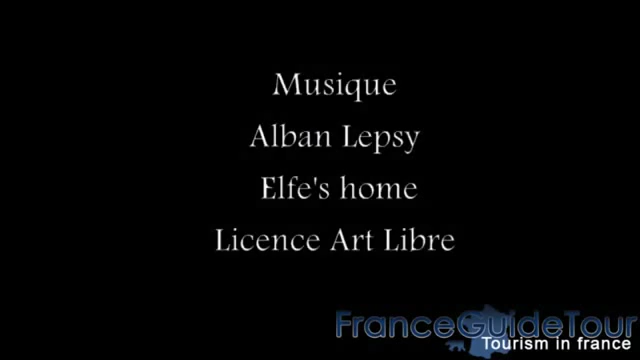 Musique
Alban Lepsy
Elfe's home
Licence Art Libre
FranceGuideTour
Tourism in france